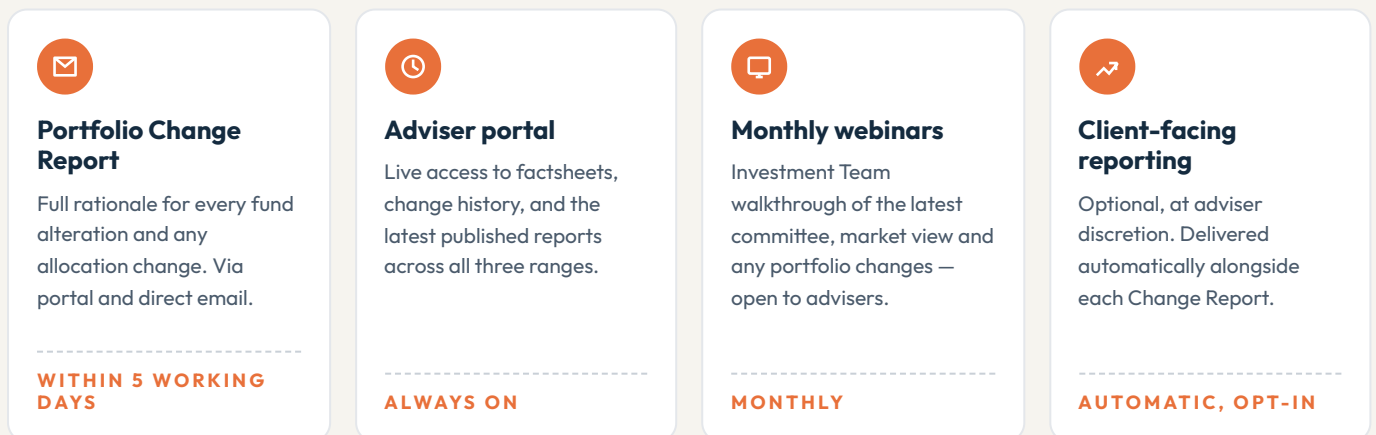 Portfolio Change
Report
Full rationale for every fund
alteration and any
allocation change. Via
portal and direct email.
WITHIN 5 WORKING
DAYS
Adviser portal
Live access to factsheets,
change history, and the
latest published reports
across all three ranges.
ALWAYS ON
Monthly webinars
Investment Team
walkthrough of the latest
committee, market view and
any portfolio changes —
open to advisers.
MONTHLY
Client-facing
reporting
Optional, at adviser
discretion. Delivered
automatically alongside
each Change Report.
AUTOMATIC, OPT-IN